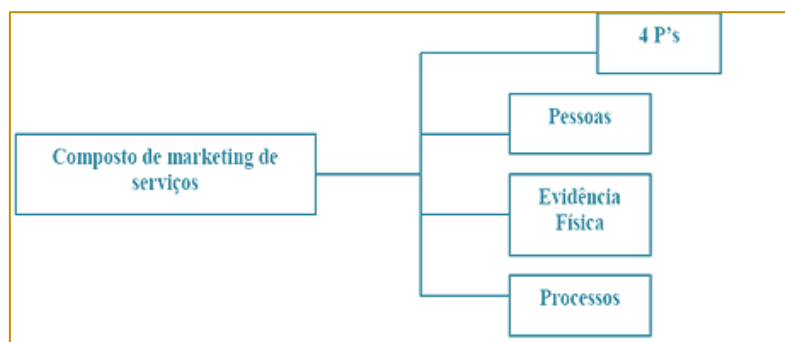 4 P's
Pessoas
Composto de marketing de
serviços
Evidência
Física
Processos